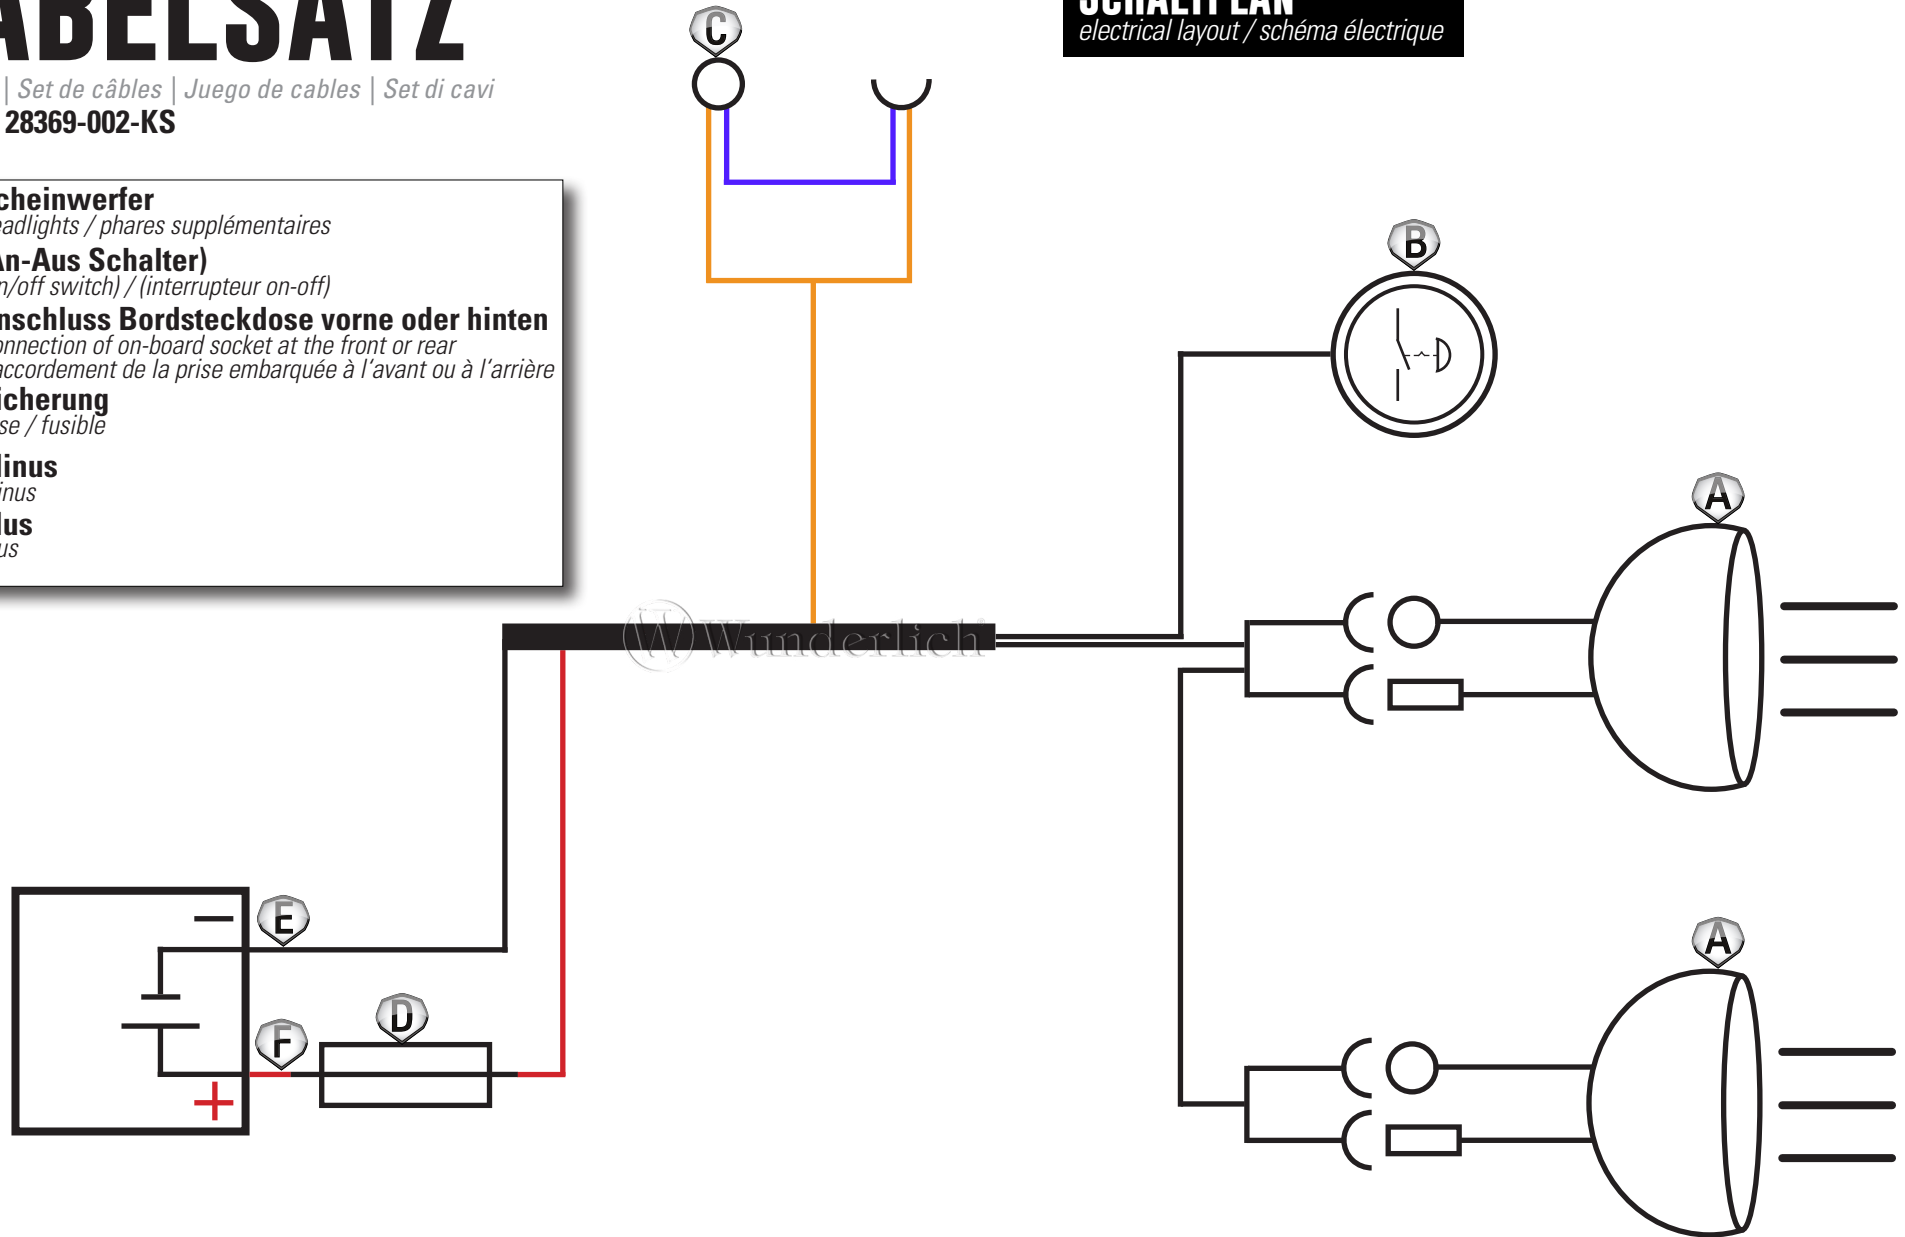 ABELSATZ
| Set de câbles | Juego de cables | Set di cavi
28369-002-KS
SCHALTPLAN
electrical layout / schéma électrique
cheinwerfer
eadlights / phares supplémentaires
An-Aus Schalter)
n/off switch) / (interrupteur on-off)
nschluss Bordsteckdose vorne oder hinten
onnection of on-board socket at the front or rear
accordement de la prise embarquée à l‘avant ou à l‘arrière
icherung
se / fusible
linus
inus
lus
us
C
B
A
Wunderlich®
E
D
F
A